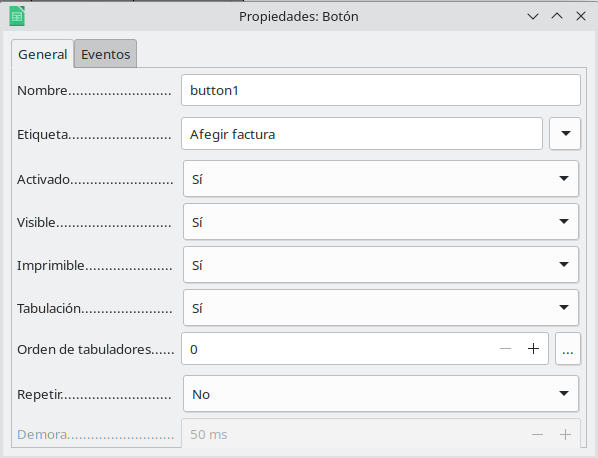 Propiedades: Botón
General Eventos
Nombre.......................... button1
Etiqueta.......................... Afegir factura
Activado.......................... Sí
Visible............................. Sí
Imprimible...................... Sí
Tabulación....................... Sí
Orden de tabuladores...... 0 ...
Repetir............................ No
Demora........................... 50 ms